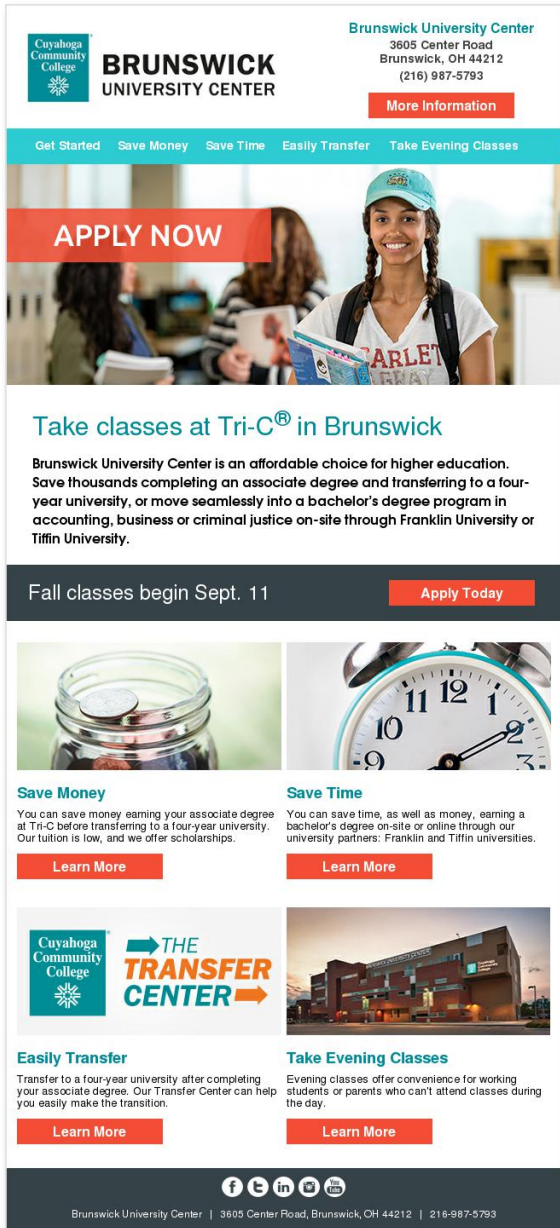 Cuyahoga
Community
College
BRUNSWICK
UNIVERSITY CENTER
Brunswick University Center
3605 Center Road
Brunswick, OH 44212
(216) 987-5793
More Information
Get Started Save Money Save Time Easily Transfer Take Evening Classes
APPLY NOW
Take classes at Tri-C® in Brunswick
Brunswick University Center is an affordable choice for higher education.
Save thousands completing an associate degree and transferring to a four-
year university, or move seamlessly into a bachelor's degree program in
accounting, business or criminal justice on-site through Franklin University or
Tiffin University.
Fall classes begin Sept. 11
Apply Today
11 12 1
10 2
9 3
8
Save Money
You can save money earning your associate degree
at Tri-C before transferring to a four-year university.
Our tuition is low, and we offer scholarships.
Learn More
Save Time
You can save time, as well as money, earning a
bachelor's degree on-site or online through our
university partners: Franklin and Tiffin universities.
Learn More
Cuyahoga
Community
College
THE
TRANSFER
CENTER
Easily Transfer
Transfer to a four-year university after completing
your associate degree. Our Transfer Center can help
you easily make the transition.
Learn More
Take Evening Classes
Evening classes offer convenience for working
students or parents who can't attend classes during
the day.
Learn More
You
Tube
Brunswick University Center | 3605 Center Road, Brunswick, OH 44212 | 216-987-5793